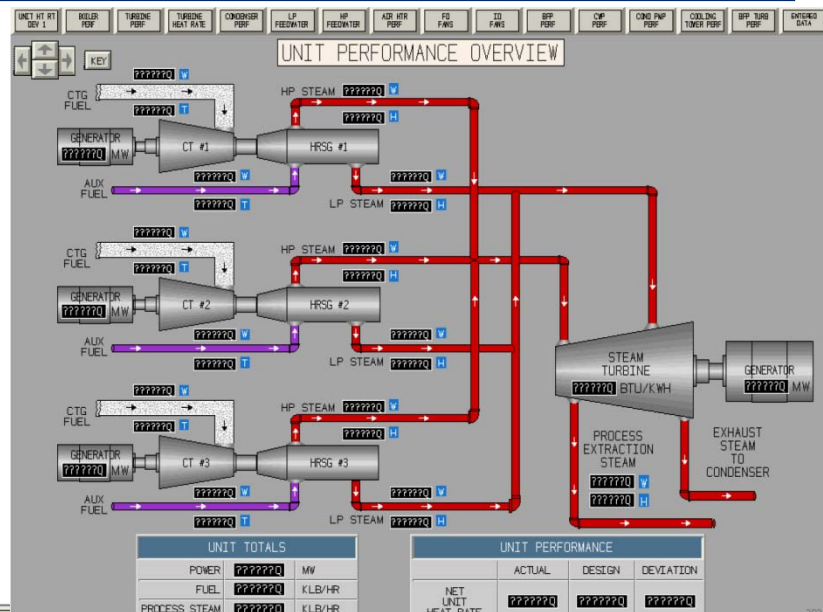 UNIT HT RT DEV 1
BOILER PERF
TURBINE PERF
TURBINE HEAT RATE
CONDENSER PERF
LP FEEDWATER
HP FEEDWATER
AIR HTR PERF
FD FANS
ID FANS
BFP PERF
CWP PERF
COND PMP PERF
COOLING TOWER PERF
BFP TURB PERF
ENTERED DATA
KEY
UNIT PERFORMANCE OVERVIEW
??????Q W
CTG FUEL
??????Q T
HP STEAM ??????Q W
??????Q H
GENERATOR
??????Q MW
CT #1
HRSG #1
AUX FUEL
??????Q W
??????Q T
??????Q W
LP STEAM ??????Q H
??????Q W
CTG FUEL
??????Q T
HP STEAM ??????Q W
??????Q H
GENERATOR
??????Q MW
CT #2
HRSG #2
AUX FUEL
??????Q W
??????Q T
??????Q W
LP STEAM ??????Q H
STEAM TURBINE
??????Q BTU/KWH
GENERATOR
??????Q MW
??????Q W
CTG FUEL
??????Q T
HP STEAM ??????Q W
??????Q H
GENERATOR
??????Q MW
CT #3
HRSG #3
AUX FUEL
??????Q W
??????Q T
??????Q W
LP STEAM ??????Q H
PROCESS EXTRACTION STEAM
??????Q W
??????Q H
EXHAUST STEAM TO CONDENSER
UNIT TOTALS
POWER ??????Q MW
FUEL ??????Q KLB/HR
PROCESS STEAM ??????Q KLB/HR
UNIT PERFORMANCE
ACTUAL DESIGN DEVIATION
NET UNIT HEAT RATE ??????Q ??????Q ??????Q